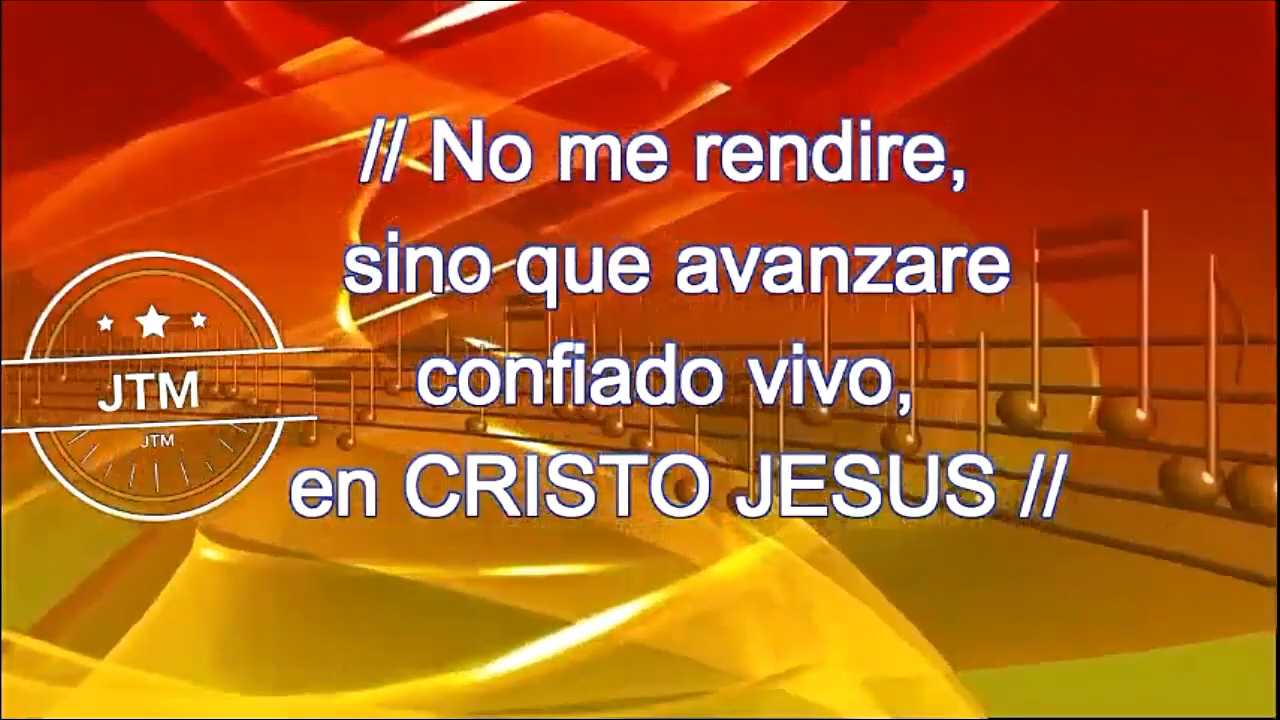 // No me rendire,
sino que avanzare
confiado vivo,
en CRISTO JESUS //
JTM
JTM